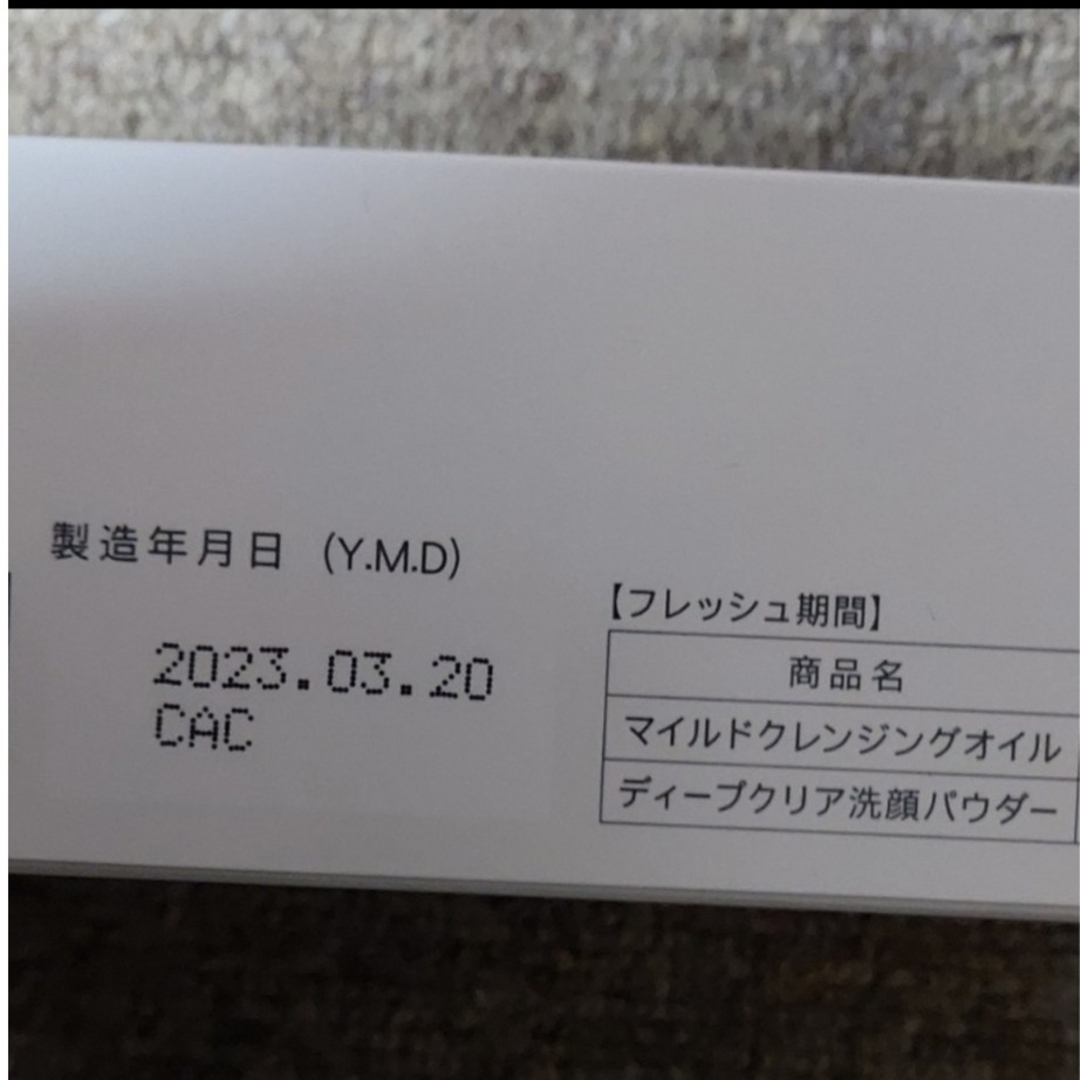 製造年月日 (Y.M.D)
2023.03.20
CAC
【フレッシュ期間】
商品名
マイルドクレンジングオイル
ディープクリア洗顔パウダー